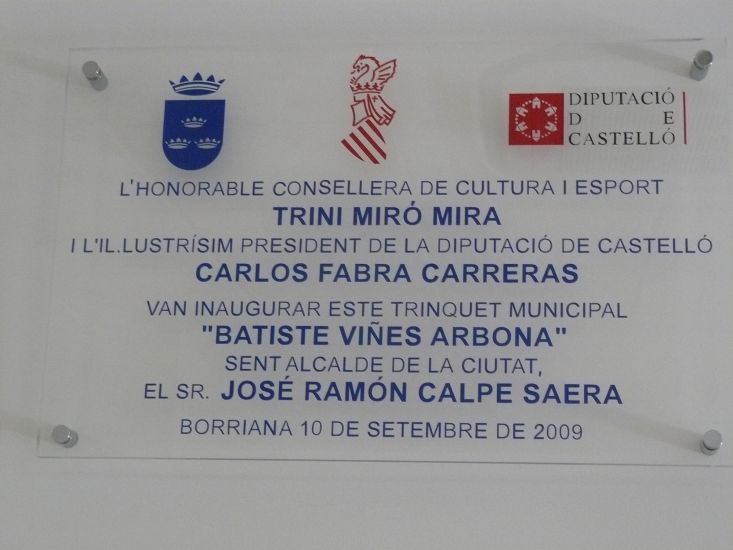 DIPUTACIÓ
D E
CASTELLÓ
L'HONORABLE CONSELLERA DE CULTURA I ESPORT
TRINI MIRÓ MIRA
I L'IL.LUSTRÍSIM PRESIDENT DE LA DIPUTACIÓ DE CASTELLÓ
CARLOS FABRA CARRERAS
VAN INAUGURAR ESTE TRINQUET MUNICIPAL
"BATISTE VIÑES ARBONA"
SENT ALCALDE DE LA CIUTAT,
EL SR. JOSÉ RAMÓN CALPE SAERA
BORRIANA 10 DE SETEMBRE DE 2009